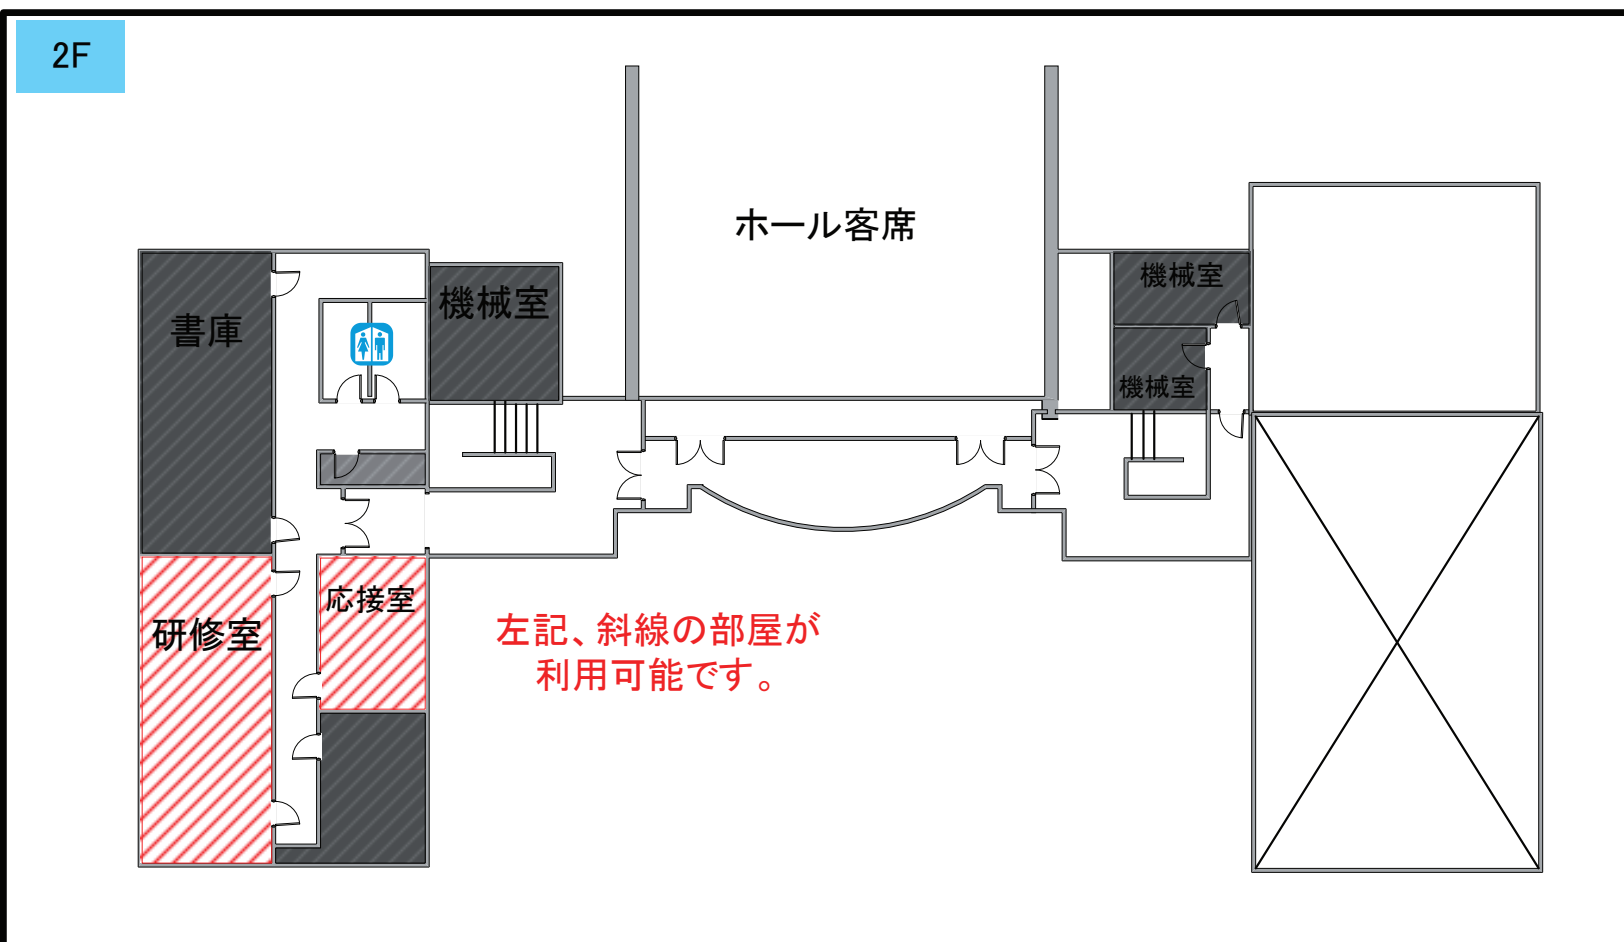 2F
ホール客席
機械室
機械室
書庫
機械室
応接室
研修室
左記、斜線の部屋が
利用可能です。